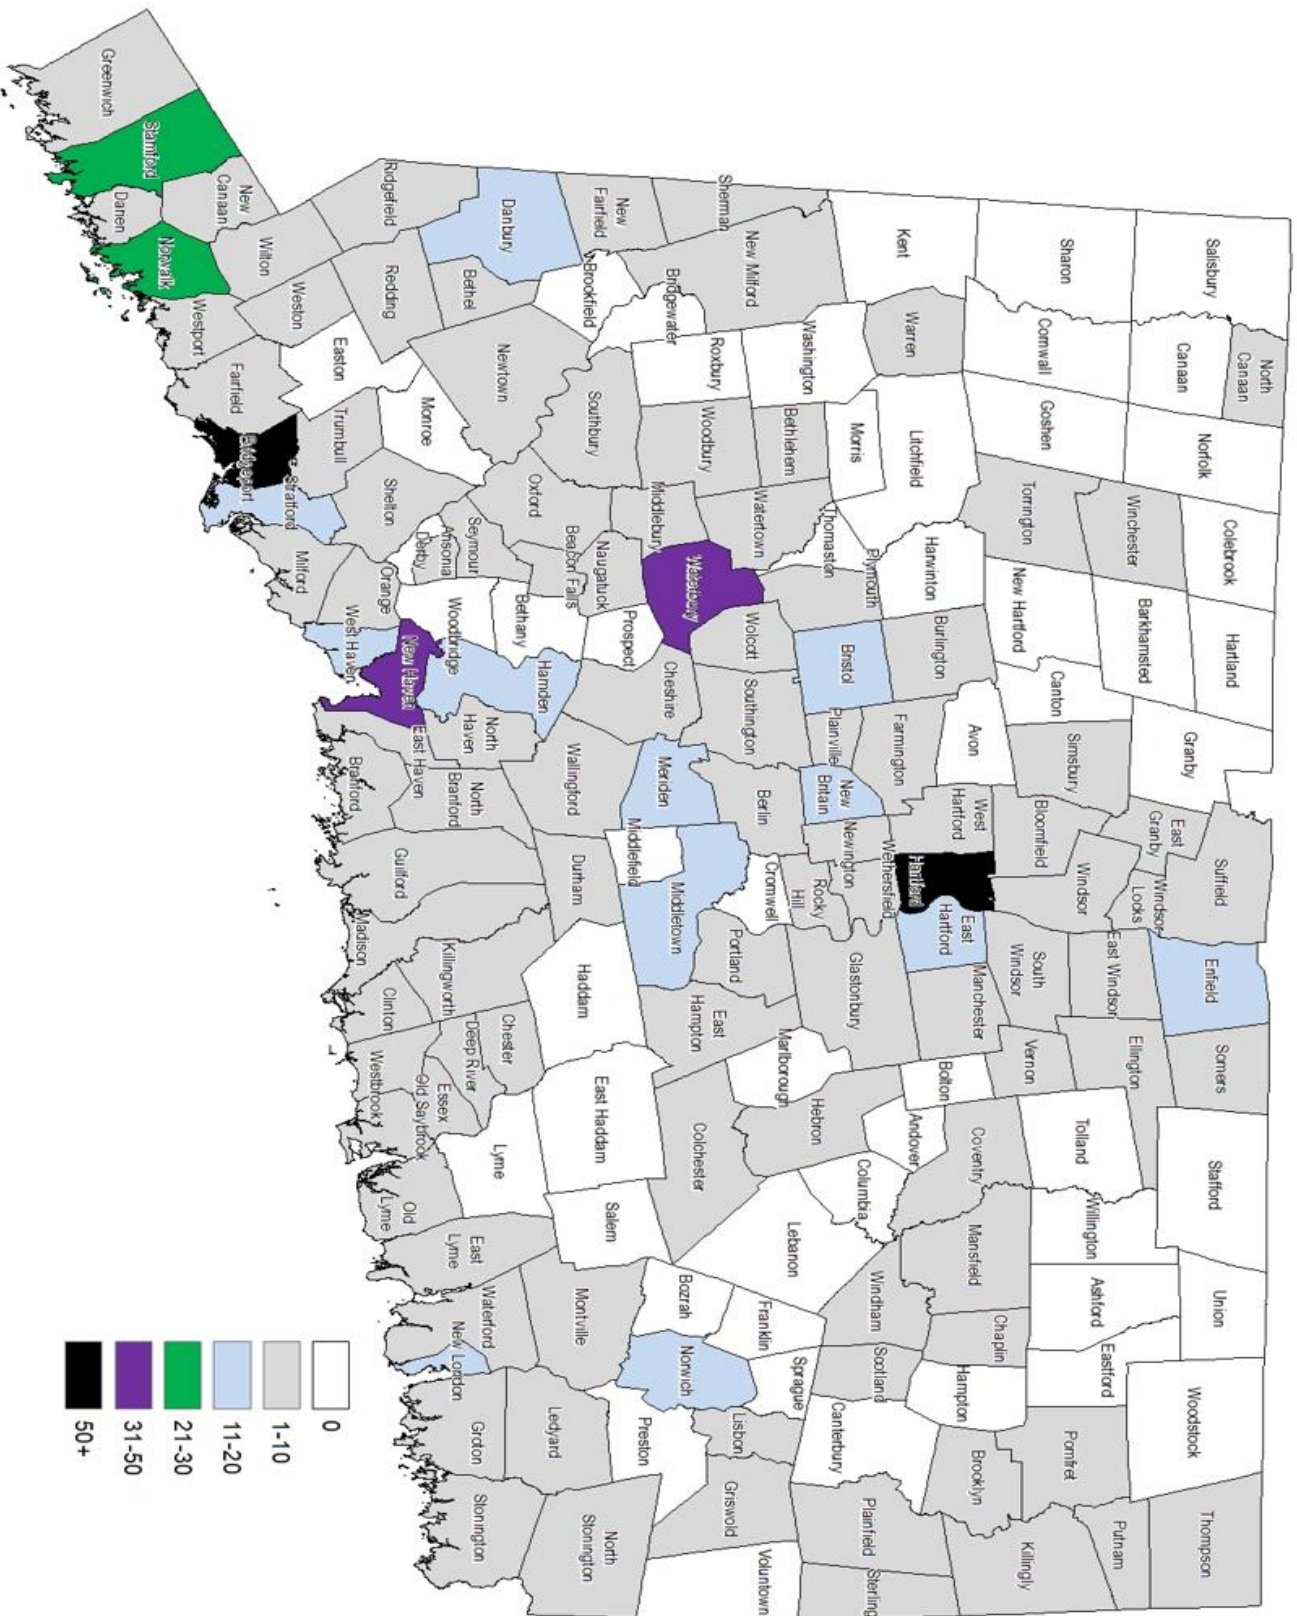 Salisbury
North
Canaan
Norfolk
Colebrook
Hartland
Granby
Suffield
Enfield
Somers
Stafford
Union
Woodstock
Thompson
Canaan
Sharon
Cornwall
Goshen
Winchester
Barkhamsted
East
Granby
Windsor
Locks
East Windsor
Ellington
Willington
Ashford
Eastford
Pomfret
Putnam
Torrington
New Hartford
Canton
Simsbury
Bloomfield
Windsor
South
Windsor
Vernon
Tolland
Kent
Warren
Litchfield
Harwinton
Burlington
Avon
West
Hartford
Hartford
East
Hartford
Manchester
Bolton
Coventry
Mansfield
Chaplin
Hampton
Brooklyn
Killingly
Washington
Morris
Thomaston
Plymouth
Bristol
Farmington
Plainville
New
Britain
Newington
Wethersfield
Rocky
Hill
Glastonbury
Hebron
Andover
Columbia
Windham
Scotland
Canterbury
Plainfield
Sterling
Sherman
New Milford
Bridgewater
Roxbury
Bethlehem
Woodbury
Watertown
Wolcott
Southington
Berlin
Cromwell
Portland
Marlborough
East
Hampton
Colchester
Lebanon
Franklin
Bozrah
Sprague
Norwich
Lisbon
Griswold
Voluntown
New
Fairfield
Brookfield
Danbury
Bethel
Newtown
Southbury
Middlebury
Waterbury
Naugatuck
Prospect
Cheshire
Meriden
Middlefield
Middletown
Haddam
East Haddam
Salem
Montville
Preston
Ledyard
North
Stonington
Ridgefield
Redding
Monroe
Oxford
Seymour
Beacon Falls
Bethany
Hamden
Wallingford
Durham
Killingworth
Chester
Deep River
Essex
Lyme
East
Lyme
Waterford
New London
Groton
Stonington
Wilton
Weston
Easton
Trumbull
Shelton
Ansonia
Derby
Woodbridge
North
Haven
North
Branford
Guilford
Madison
Clinton
Westbrook
Old Saybrook
Old
Lyme
Greenwich
Stamford
New
Canaan
Darien
Norwalk
Westport
Fairfield
Bridgeport
Stratford
Milford
Orange
West Haven
New Haven
East Haven
Branford
0
1-10
11-20
21-30
31-50
50+